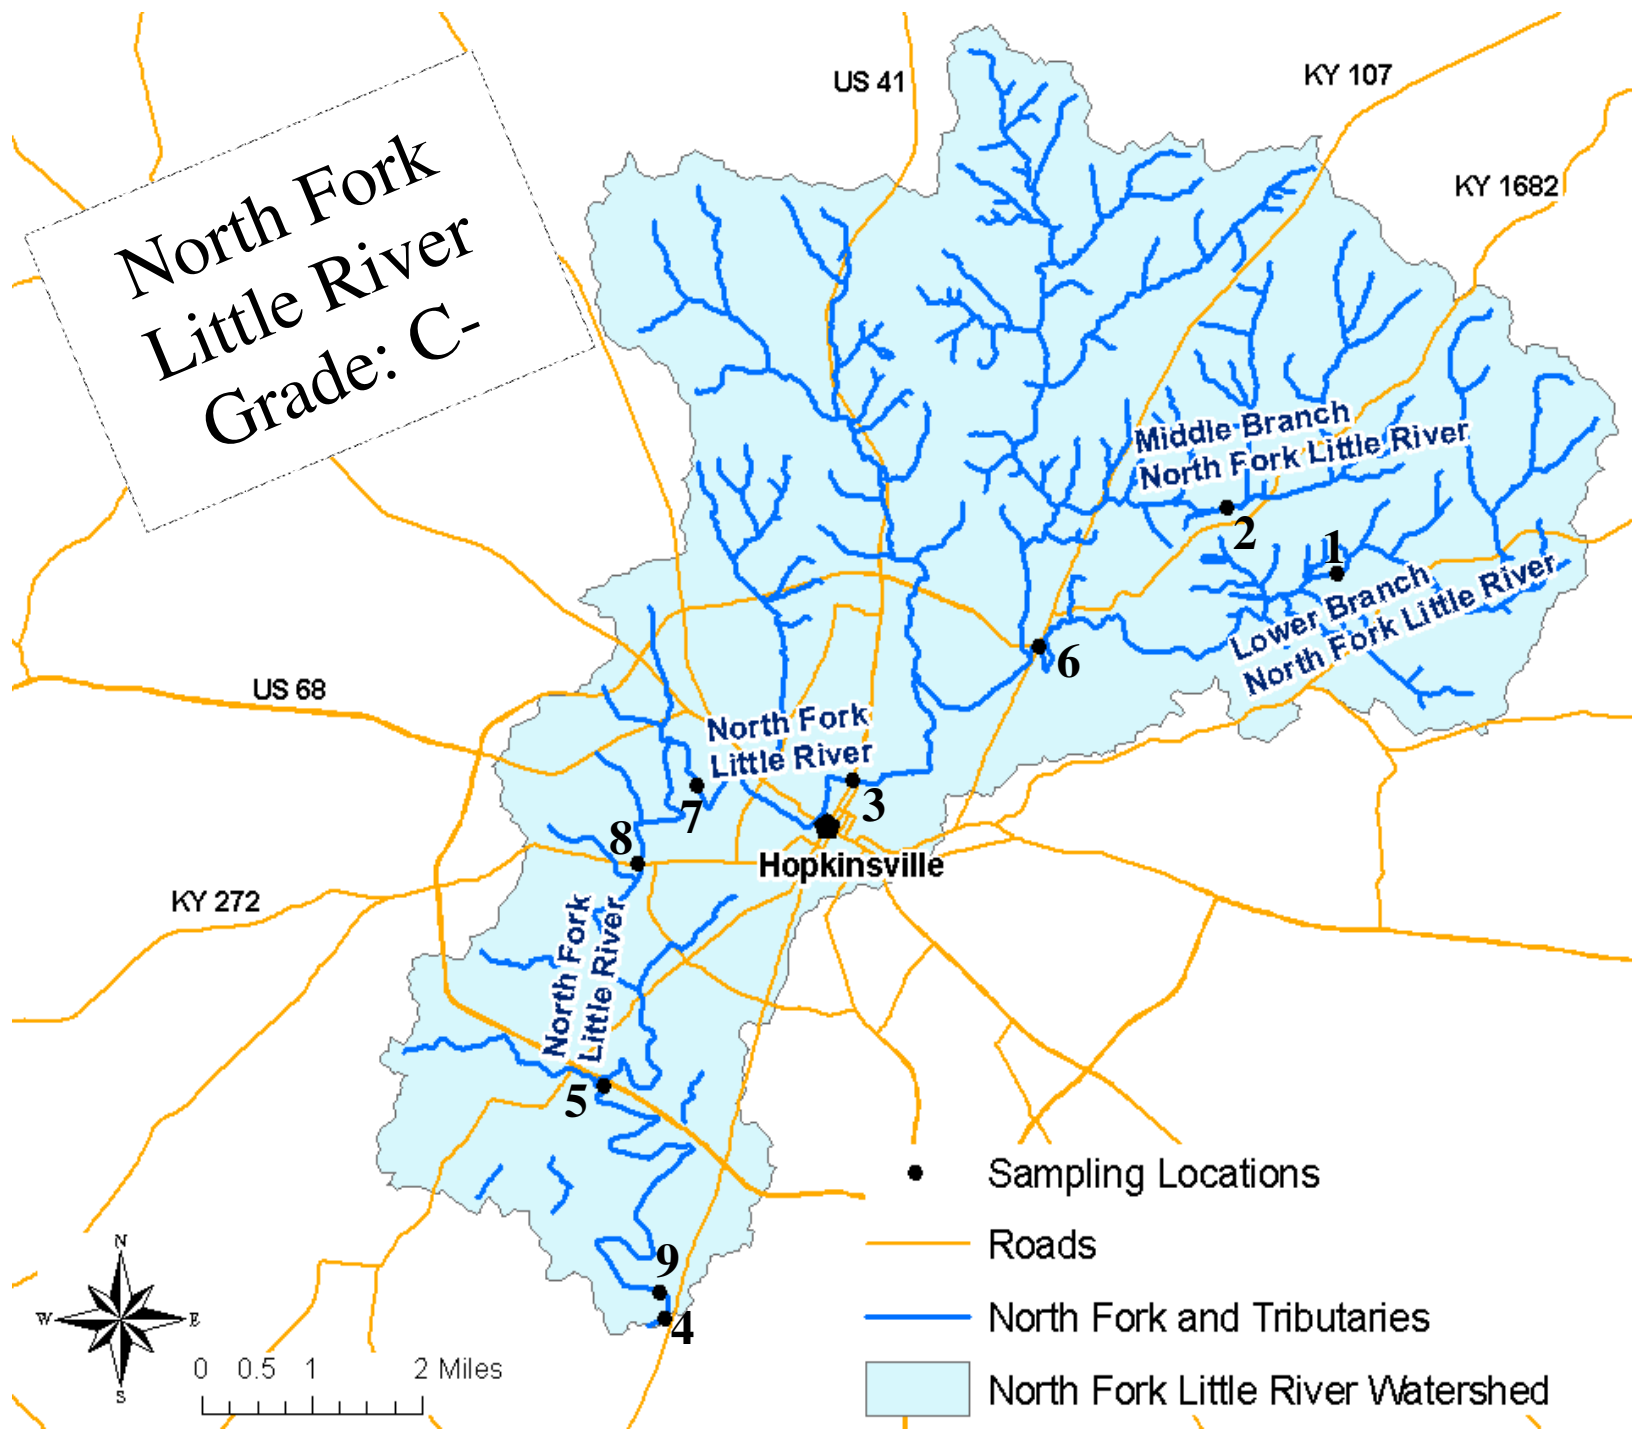 US 41
KY 107
KY 1682
North Fork
Little River
Grade: C-
Middle Branch
North Fork Little River
2
1
Lower Branch
North Fork Little River
6
US 68
North Fork
Little River
7
3
8
Hopkinsville
KY 272
North Fork
Little River
5
Sampling Locations
Roads
North Fork and Tributaries
North Fork Little River Watershed
9
4
N
W
E
S
0 0.5 1 2 Miles